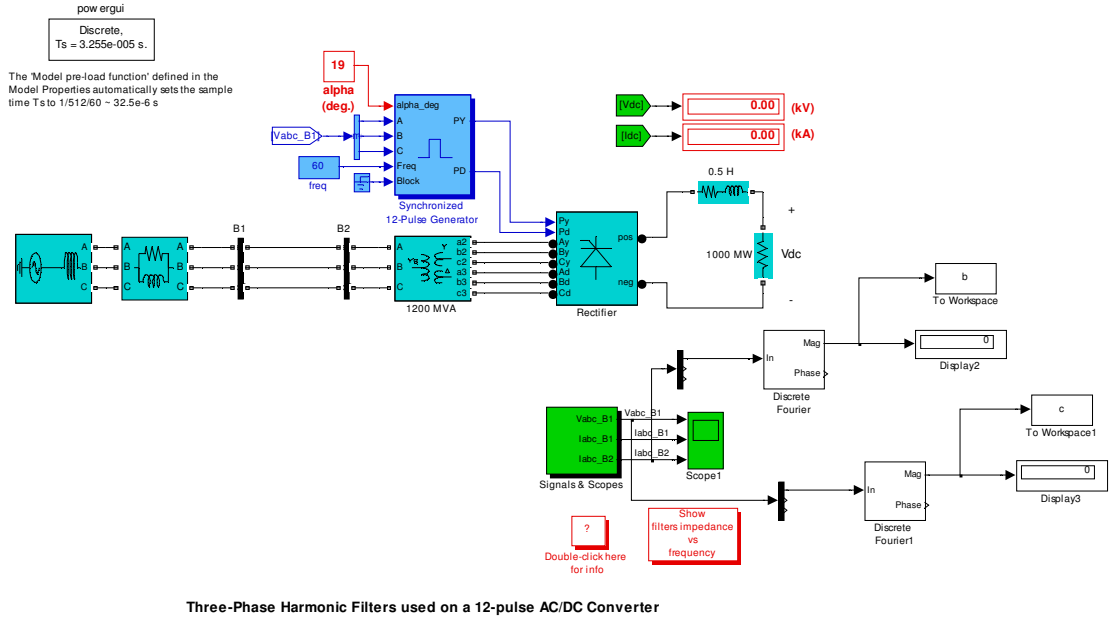 powergui
Discrete,
Ts = 3.255e-005 s.
The 'Model pre-load function' defined in the
Model Properties automatically sets the sample
time Ts to 1/512/60 ~ 32.5e-6 s
19
alpha
(deg.)
[Vabc_B1]
60
freq
alpha_deg
A
B
C
Freq
Block
PY
PD
Synchronized
12-Pulse Generator
[Vdc]
0.00
(kV)
[Idc]
0.00
(kA)
0.5 H
+
1000 MW
Vdc
-
A
B
C
A
B
C
A
B
C
B1
B2
A
B
C
a2
b2
c2
a3
b3
c3
1200 MVA
Py
Pd
Ay
By
Cy
Ad
Bd
Cd
pos
neg
Rectifier
b
To Workspace
In
Mag
Phase
Discrete
Fourier
0
Display2
Vabc_B1
Iabc_B1
Iabc_B2
Signals & Scopes
Vabc_B1
Iabc_B1
Iabc_B2
Scope1
c
To Workspace1
In
Mag
Phase
Discrete
Fourier1
0
Display3
?
Double-click here
for info
Show
filters impedance
vs
frequency
Three-Phase Harmonic Filters used on a 12-pulse AC/DC Converter